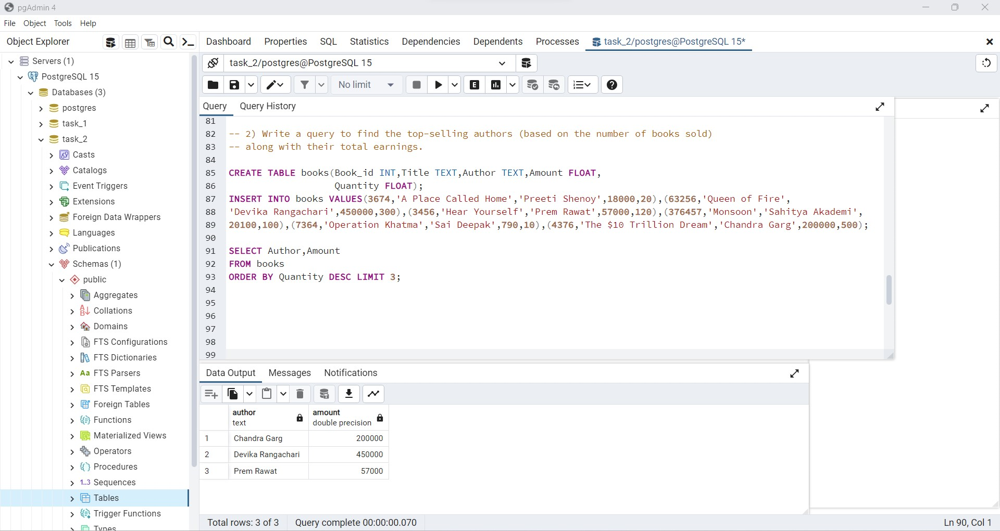 pgAdmin 4
File Object Tools Help
Object Explorer
Dashboard Properties SQL Statistics Dependencies Dependents Processes task_2/postgres@PostgreSQL 15*
Servers (1)
PostgreSQL 15
Databases (3)
postgres
task_1
task_2
Casts
Catalogs
Event Triggers
Extensions
Foreign Data Wrappers
Languages
Publications
Schemas (1)
public
Aggregates
Collations
Domains
FTS Configurations
FTS Dictionaries
Aa FTS Parsers
FTS Templates
Foreign Tables
Functions
Materialized Views
Operators
Procedures
1..3 Sequences
Tables
Trigger Functions
Types
task_2/postgres@PostgreSQL 15
No limit
E
Query Query History
81
82 -- 2) Write a query to find the top-selling authors (based on the number of books sold)
83 -- along with their total earnings.
84
85 CREATE TABLE books(Book_id INT,Title TEXT,Author TEXT,Amount FLOAT,
86 Quantity FLOAT);
87 INSERT INTO books VALUES(3674,'A Place Called Home','Preeti Shenoy',18000,20),(63256,'Queen of Fire',
88 'Devika Rangachari',450000,300),(3456,'Hear Yourself','Prem Rawat',57000,120),(376457,'Monsoon','Sahitya Akademi',
89 20100,100),(7364,'Operation Khatma','Sai Deepak',790,10),(4376,'The $10 Trillion Dream','Chandra Garg',200000,500);
90
91 SELECT Author,Amount
92 FROM books
93 ORDER BY Quantity DESC LIMIT 3;
94
95
96
97
98
99
Data Output Messages Notifications
author amount
text double precision
1 Chandra Garg 200000
2 Devika Rangachari 450000
3 Prem Rawat 57000
Total rows: 3 of 3 Query complete 00:00:00.070 Ln 90, Col 1